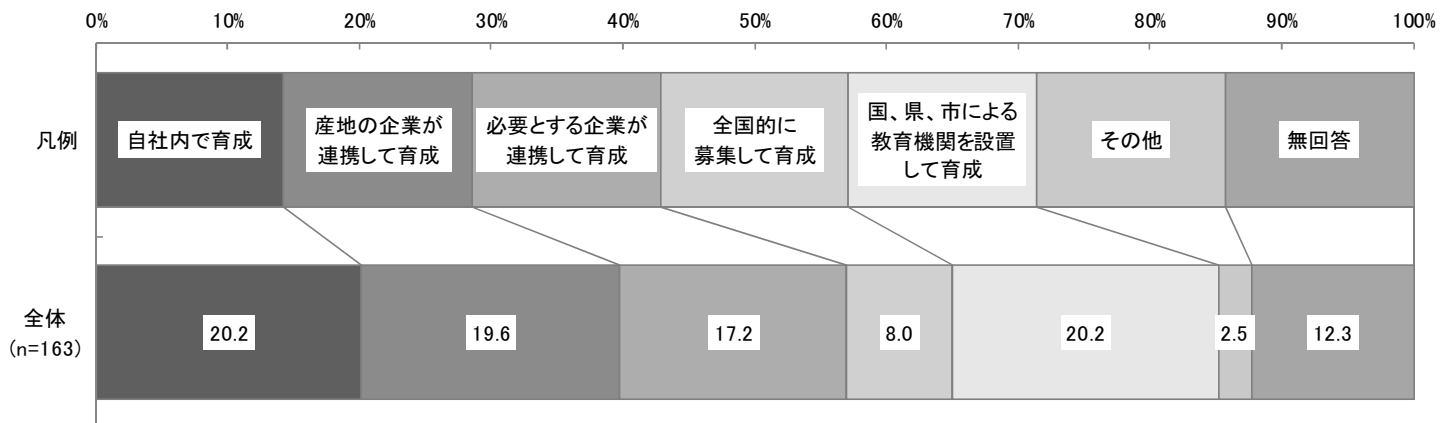 0% 10% 20% 30% 40% 50% 60% 70% 80% 90% 100%
凡例
自社内で育成
産地の企業が
連携して育成
必要とする企業が
連携して育成
全国的に
募集して育成
国、県、市による
教育機関を設置
して育成
その他
無回答
全体
(n=163)
20.2 19.6 17.2 8.0 20.2 2.5 12.3